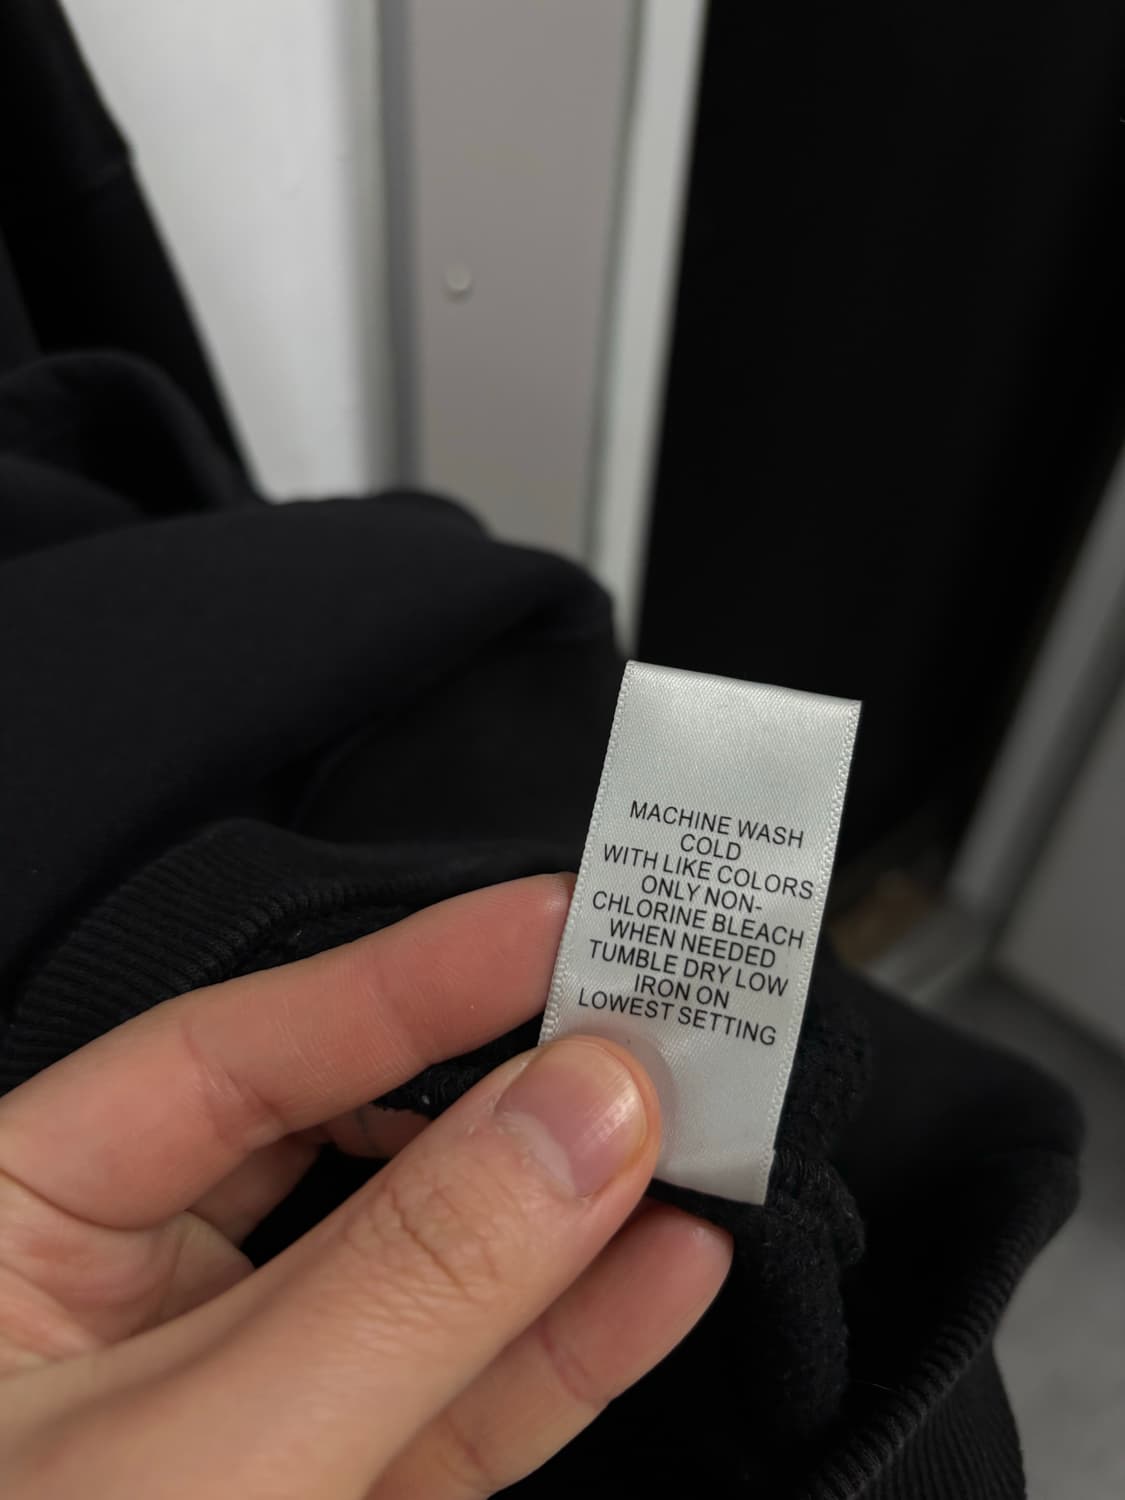 MACHINE WASH
COLD
WITH LIKE COLORS
ONLY NON-
CHLORINE BLEACH
WHEN NEEDED
TUMBLE DRY LOW
IRON ON
LOWEST SETTING